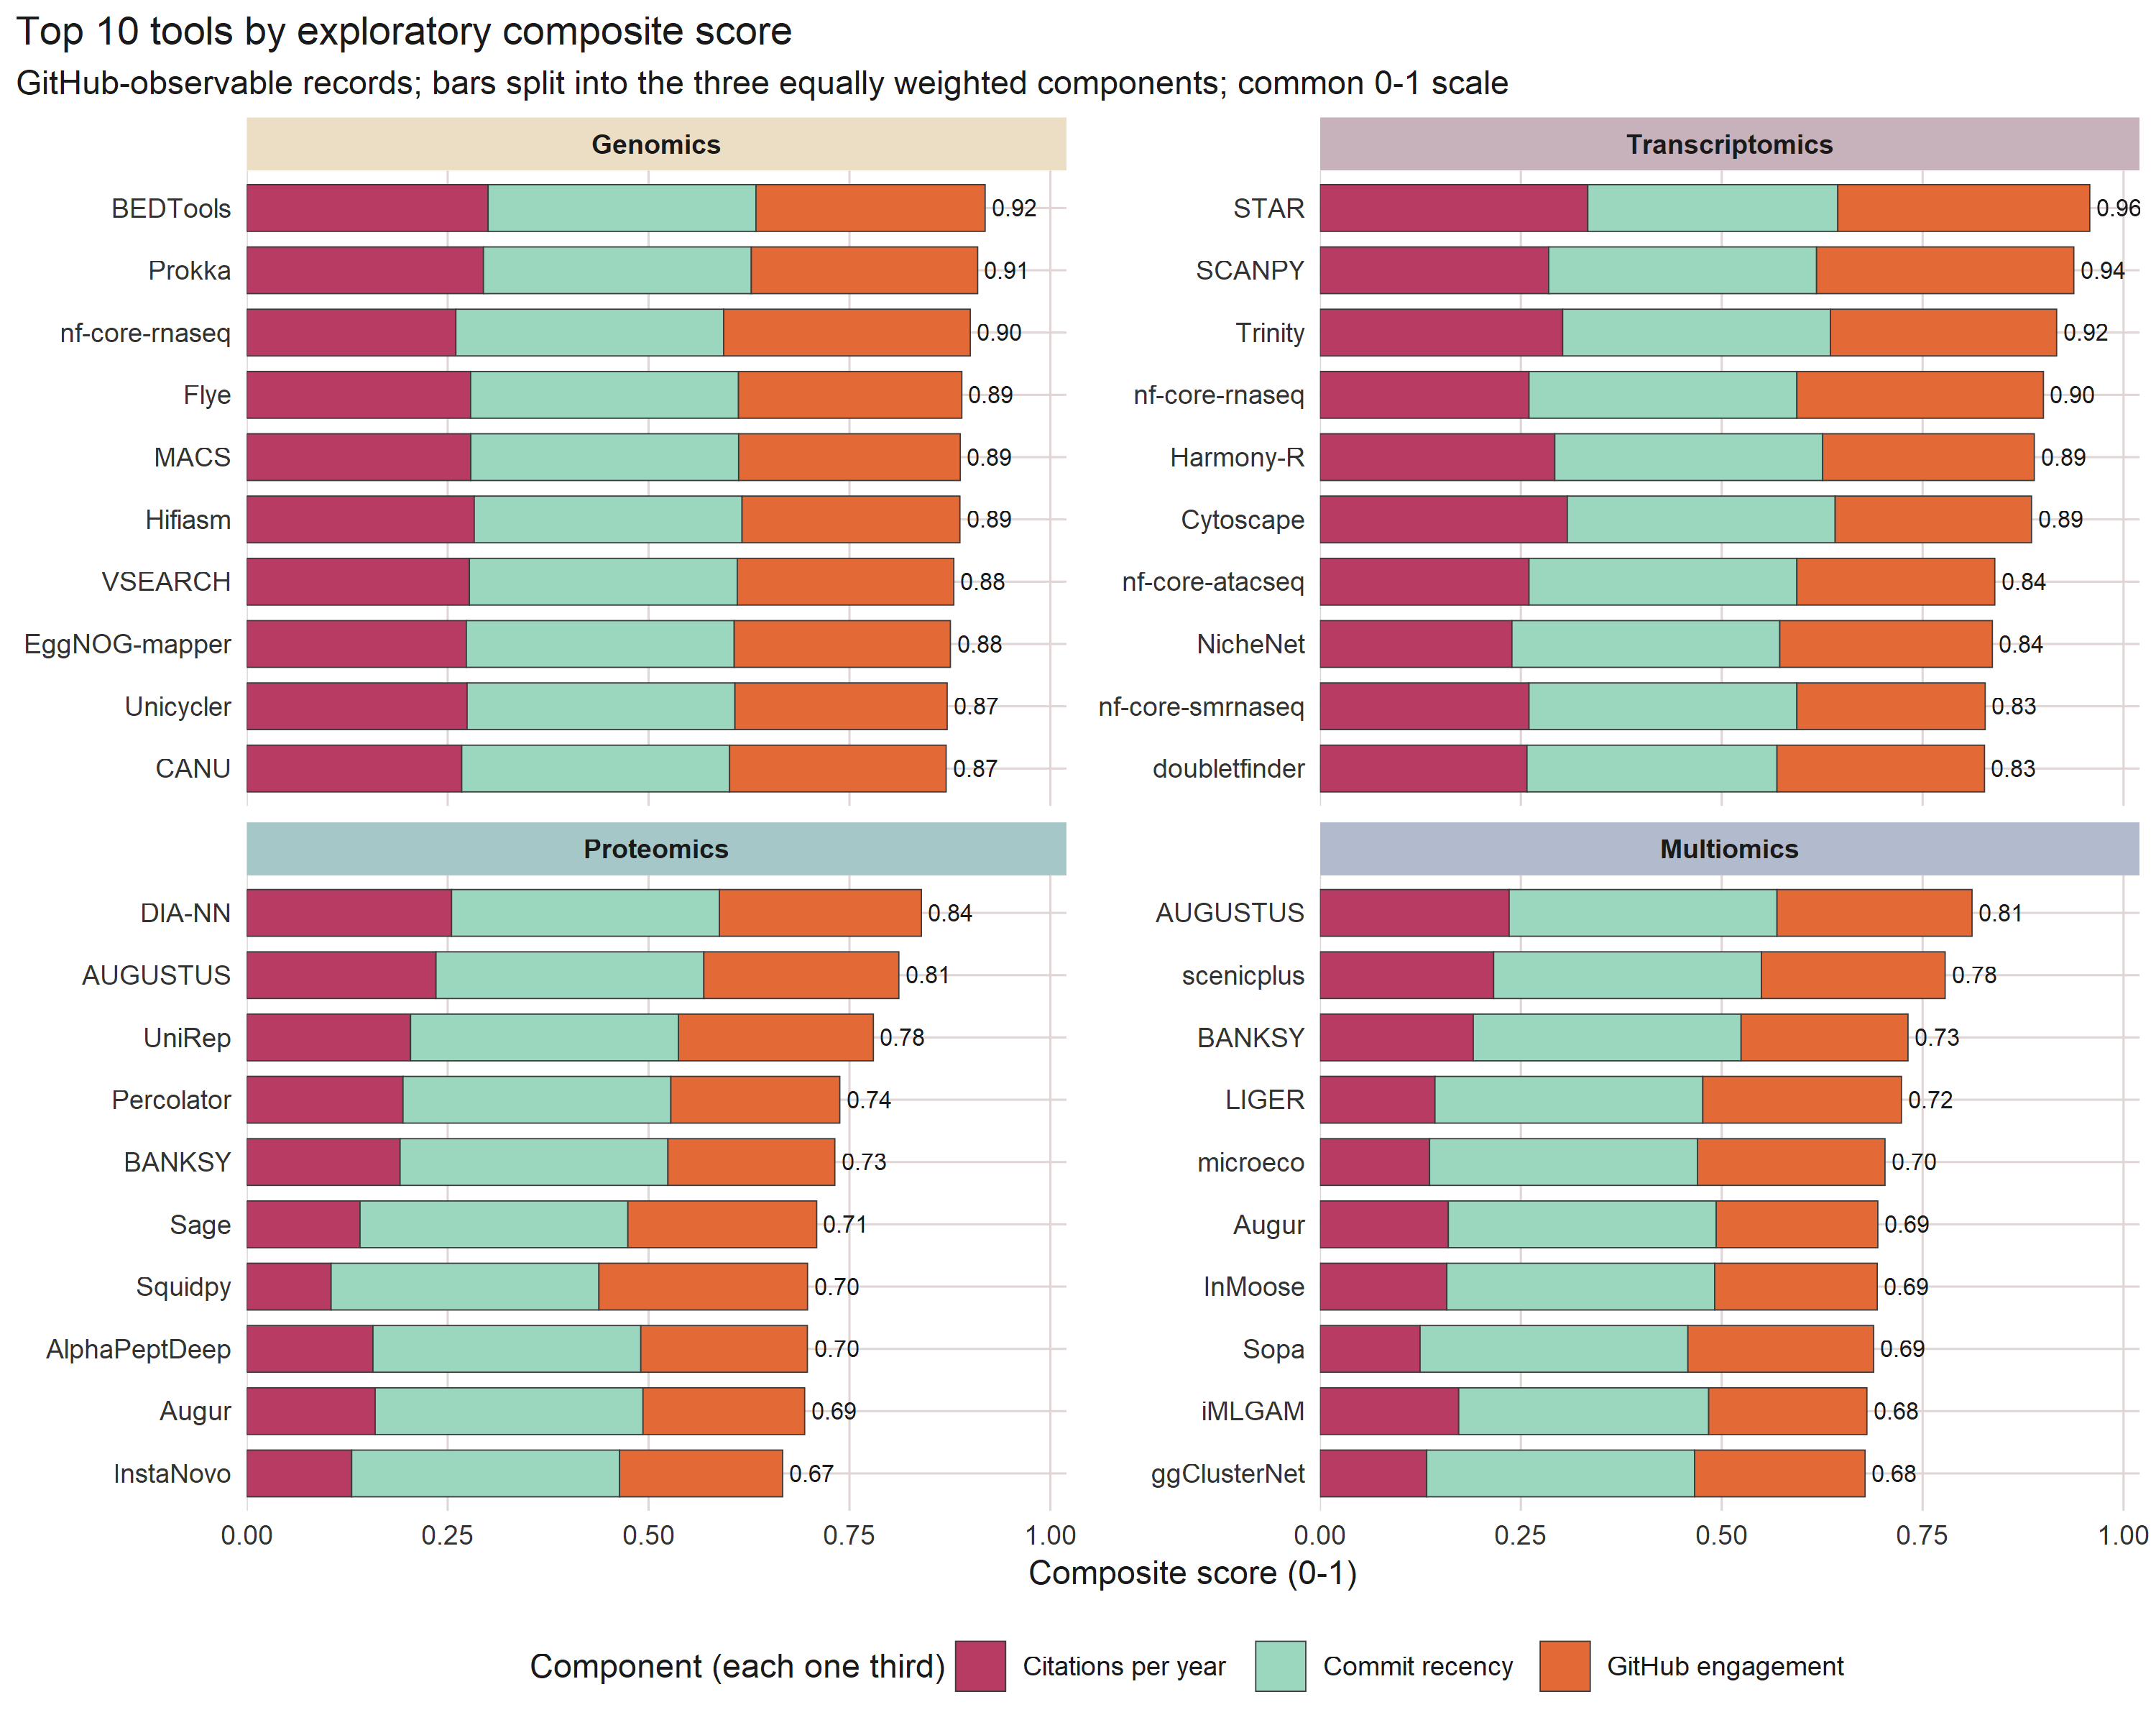 Top 10 tools by exploratory composite score
GitHub-observable records; bars split into the three equally weighted components; common 0-1 scale
Genomics
BEDTools 0.92
Prokka 0.91
nf-core-rnaseq 0.90
Flye 0.89
MACS 0.89
Hifiasm 0.89
VSEARCH 0.88
EggNOG-mapper 0.88
Unicycler 0.87
CANU 0.87
Transcriptomics
STAR 0.96
SCANPY 0.94
Trinity 0.92
nf-core-rnaseq 0.90
Harmony-R 0.89
Cytoscape 0.89
nf-core-atacseq 0.84
NicheNet 0.84
nf-core-smrnaseq 0.83
doubletfinder 0.83
Proteomics
DIA-NN 0.84
AUGUSTUS 0.81
UniRep 0.78
Percolator 0.74
BANKSY 0.73
Sage 0.71
Squidpy 0.70
AlphaPeptDeep 0.70
Augur 0.69
InstaNovo 0.67
0.00 0.25 0.50 0.75 1.00
Multiomics
AUGUSTUS 0.81
scenicplus 0.78
BANKSY 0.73
LIGER 0.72
microeco 0.70
Augur 0.69
InMoose 0.69
Sopa 0.69
iMLGAM 0.68
ggClusterNet 0.68
0.00 0.25 0.50 0.75 1.00
Composite score (0-1)
Component (each one third) Citations per year Commit recency GitHub engagement